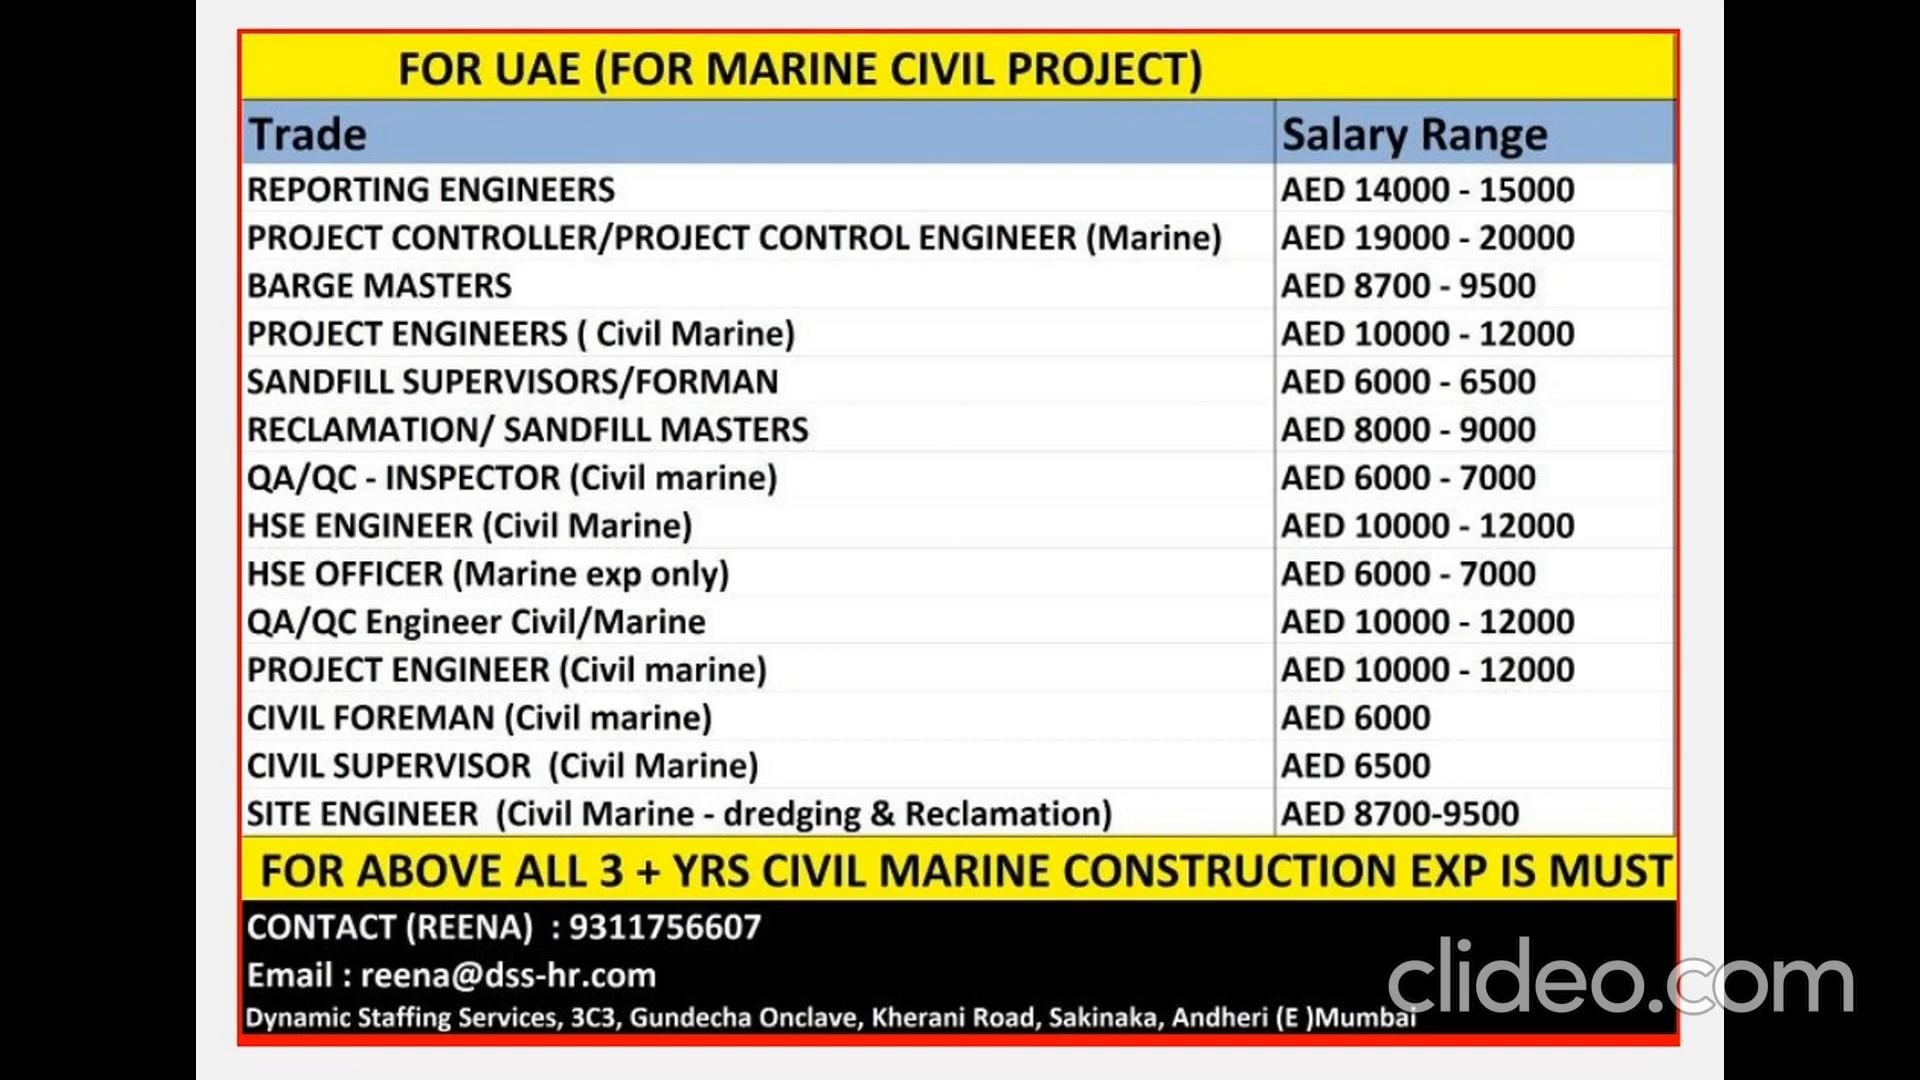 FOR UAE (FOR MARINE CIVIL PROJECT)
Trade Salary Range
REPORTING ENGINEERS AED 14000 - 15000
PROJECT CONTROLLER/PROJECT CONTROL ENGINEER (Marine) AED 19000 - 20000
BARGE MASTERS AED 8700 - 9500
PROJECT ENGINEERS ( Civil Marine) AED 10000 - 12000
SANDFILL SUPERVISORS/FORMAN AED 6000 - 6500
RECLAMATION/ SANDFILL MASTERS AED 8000 - 9000
QA/QC - INSPECTOR (Civil marine) AED 6000 - 7000
HSE ENGINEER (Civil Marine) AED 10000 - 12000
HSE OFFICER (Marine exp only) AED 6000 - 7000
QA/QC Engineer Civil/Marine AED 10000 - 12000
PROJECT ENGINEER (Civil marine) AED 10000 - 12000
CIVIL FOREMAN (Civil marine) AED 6000
CIVIL SUPERVISOR  (Civil Marine) AED 6500
SITE ENGINEER  (Civil Marine - dredging & Reclamation) AED 8700-9500
FOR ABOVE ALL 3 + YRS CIVIL MARINE CONSTRUCTION EXP IS MUST
CONTACT (REENA)  : 9311756607
Email : reena@dss-hr.com
Dynamic Staffing Services, 3C3, Gundecha Onclave, Kherani Road, Sakinaka, Andheri (E )Mumbai
clideo.com